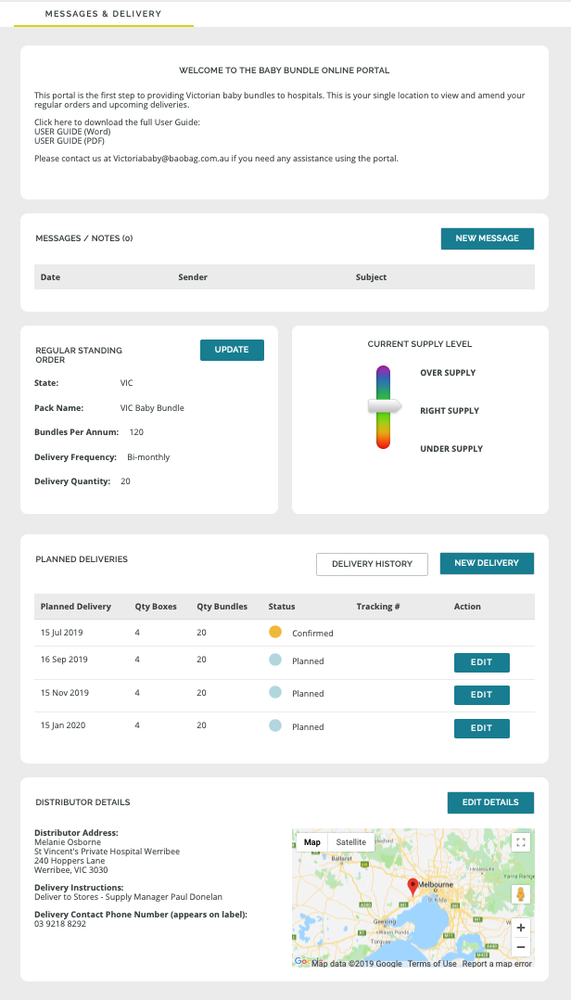 MESSAGES & DELIVERY
WELCOME TO THE BABY BUNDLE ONLINE PORTAL
This portal is the first step to providing Victorian baby bundles to hospitals. This is your single location to view and amend your
regular orders and upcoming deliveries.
Click here to download the full User Guide:
USER GUIDE (Word)
USER GUIDE (PDF)
Please contact us at Victoriababy@baobag.com.au if you need any assistance using the portal.
MESSAGES / NOTES (0)
NEW MESSAGE
Date Sender Subject
REGULAR STANDING
ORDER
UPDATE
State: VIC
Pack Name: VIC Baby Bundle
Bundles Per Annum: 120
Delivery Frequency: Bi-monthly
Delivery Quantity: 20
CURRENT SUPPLY LEVEL
OVER SUPPLY
RIGHT SUPPLY
UNDER SUPPLY
PLANNED DELIVERIES
DELIVERY HISTORY
NEW DELIVERY
Planned Delivery Qty Boxes Qty Bundles Status Tracking # Action
15 Jul 2019 4 20 Confirmed
16 Sep 2019 4 20 Planned EDIT
15 Nov 2019 4 20 Planned EDIT
15 Jan 2020 4 20 Planned EDIT
DISTRIBUTOR DETAILS
EDIT DETAILS
Distributor Address:
Melanie Osborne
St Vincent's Private Hospital Werribee
240 Hoppers Lane
Werribee, VIC 3030
Delivery Instructions:
Deliver to Stores - Supply Manager Paul Donelan
Delivery Contact Phone Number (appears on label):
03 9218 8292
Map Satellite
Ballarat
Healesville
Yarra Range
Melbourne
St Kilda
Geelong
Mount Ponds
Torquay
A300
M1
M11
A440
M420
Map data ©2019 Google Terms of Use Report a map error